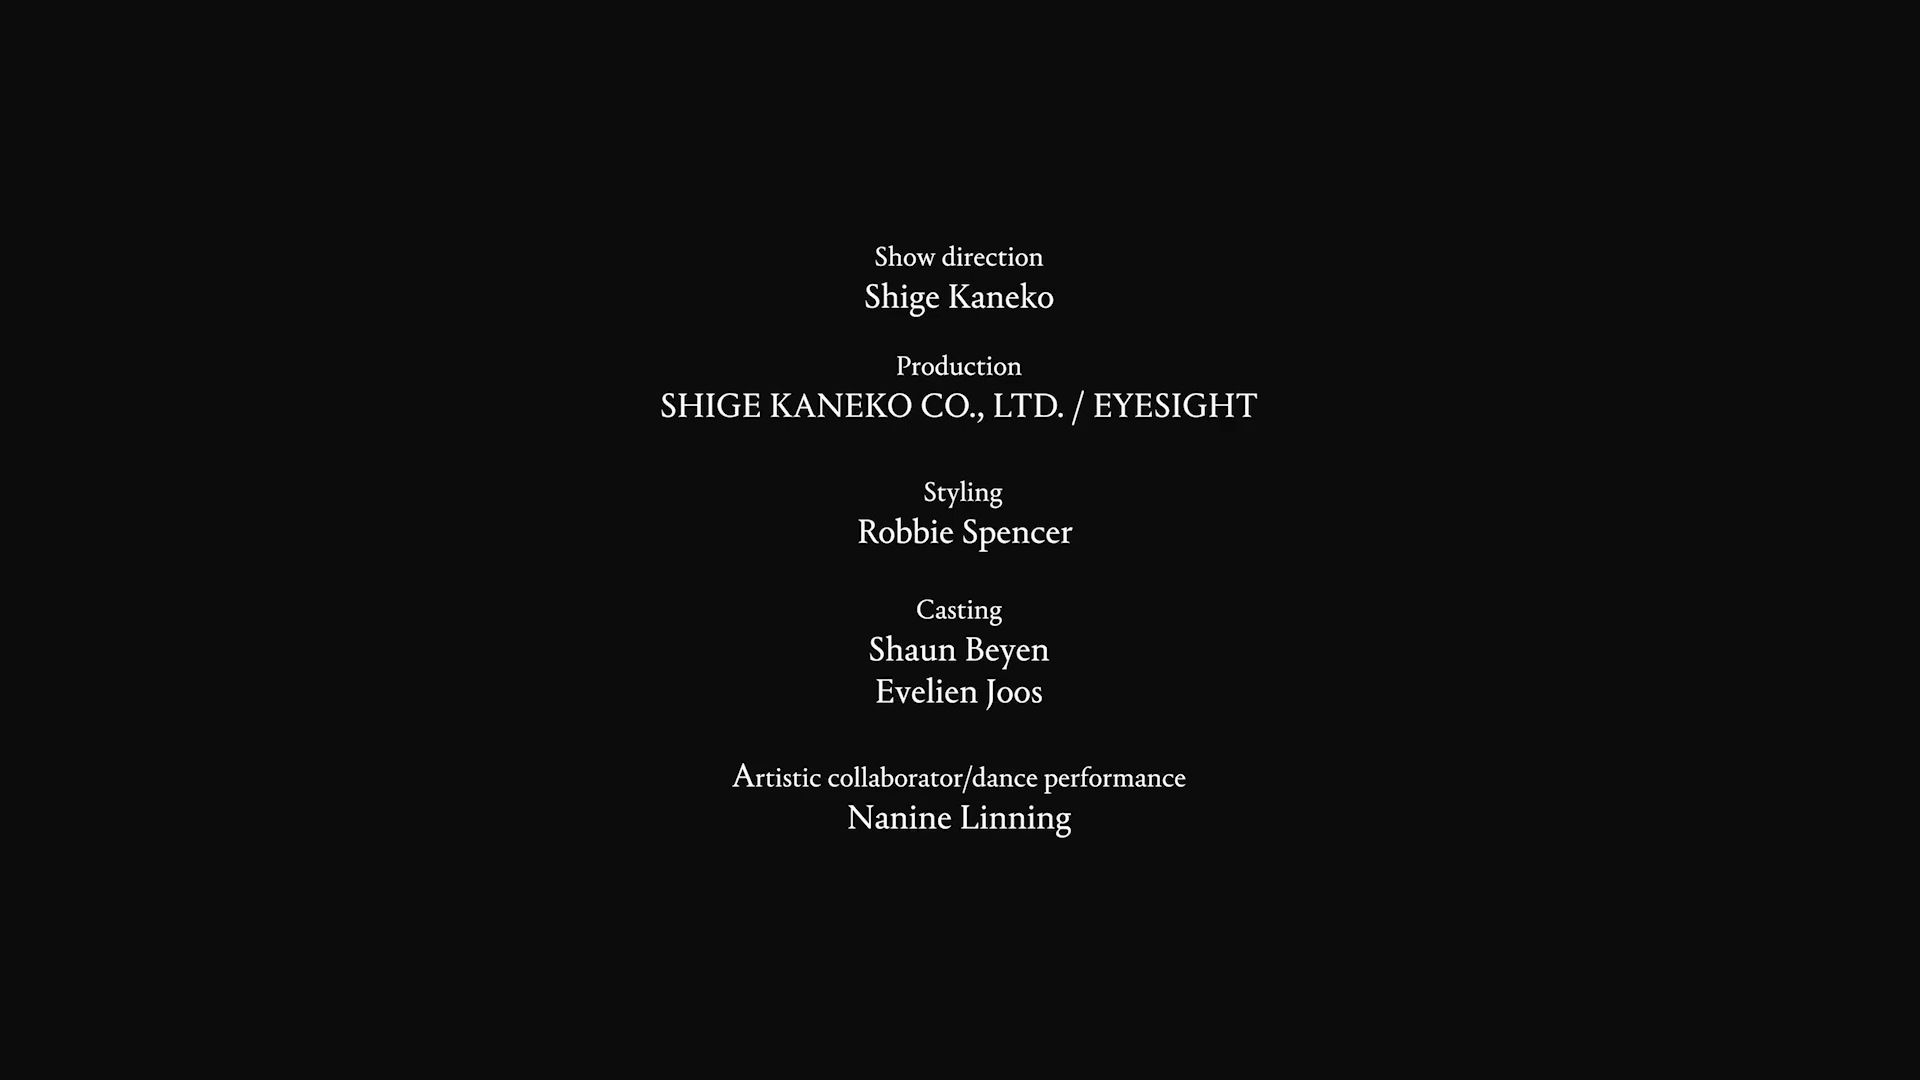 Show direction
Shige Kaneko
Production
SHIGE KANEKO CO., LTD. / EYESIGHT
Styling
Robbie Spencer
Casting
Shaun Beyen
Evelien Joos
Artistic collaborator/dance performance
Nanine Linning